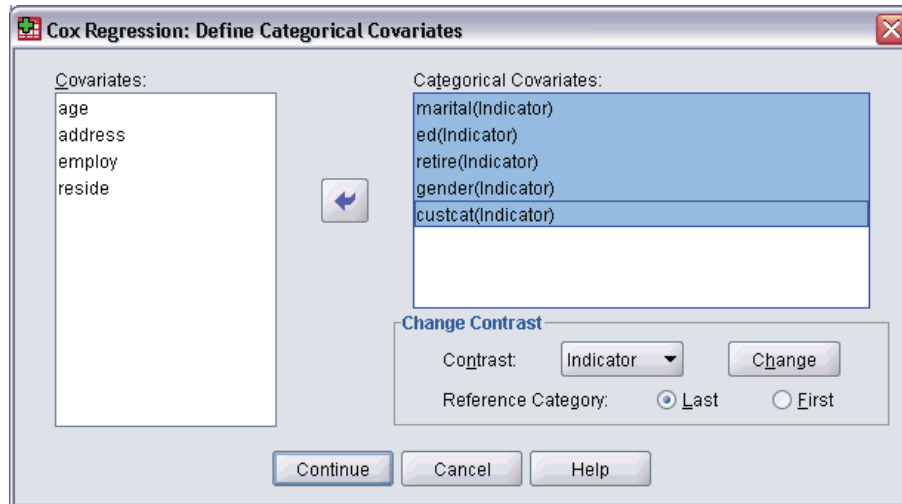 Cox Regression: Define Categorical Covariates
Covariates:
age
address
employ
reside
Categorical Covariates:
marital(Indicator)
ed(Indicator)
retire(Indicator)
gender(Indicator)
custcat(Indicator)
Change Contrast
Contrast: Indicator Change
Reference Category: Last First
Continue Cancel Help